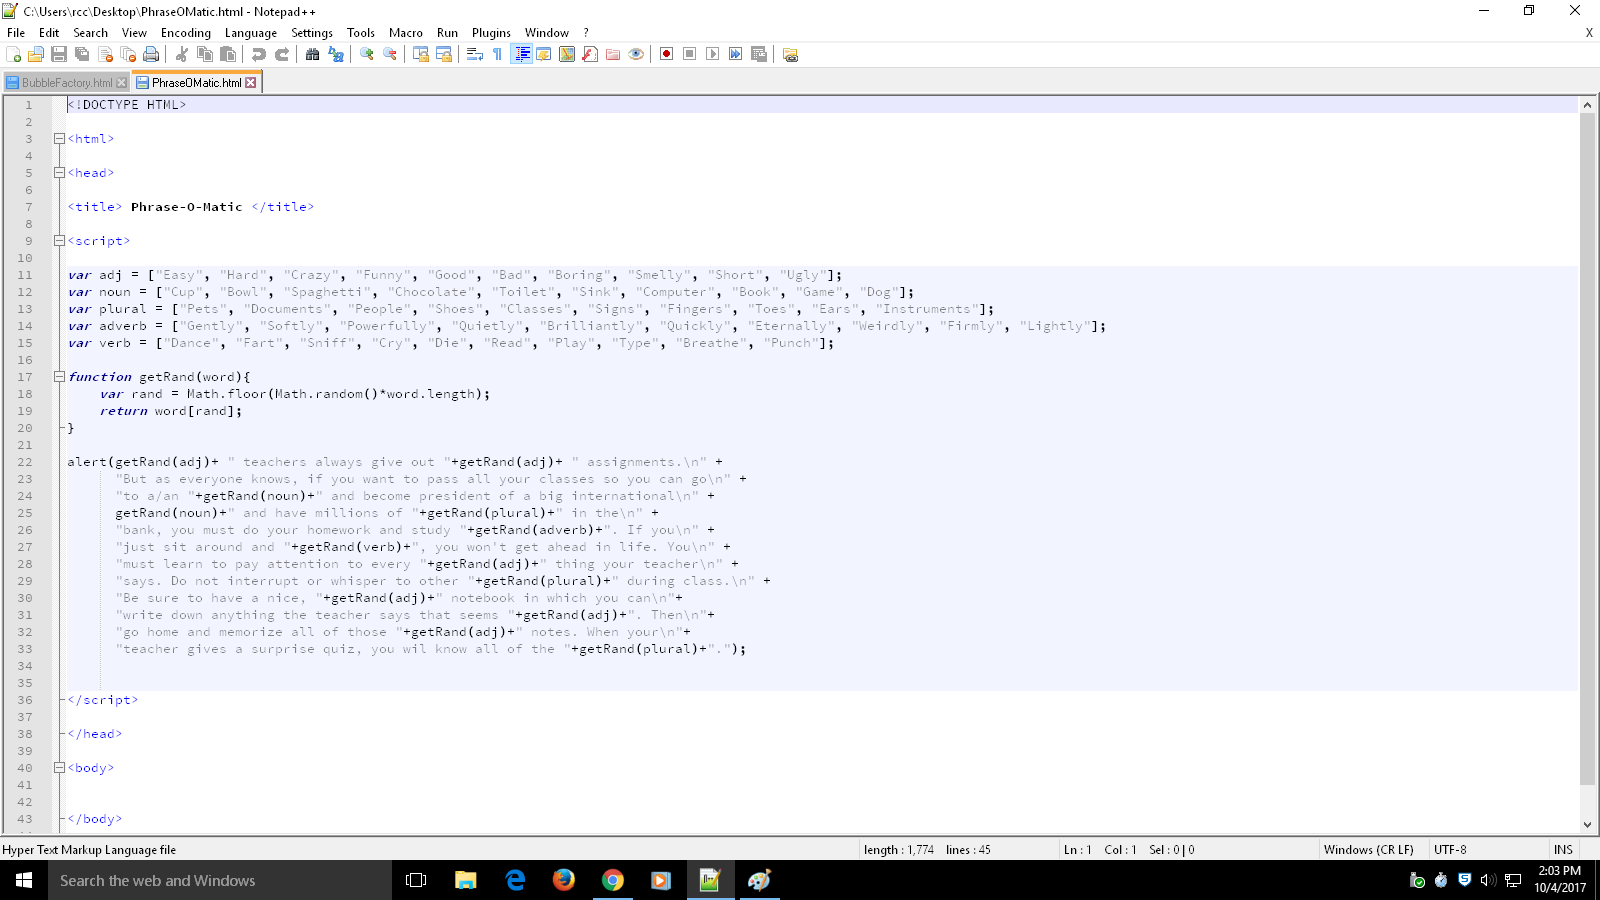 C:\Users\rcc\Desktop\PhraseOMatic.html - Notepad++
File Edit Search View Encoding Language Settings Tools Macro Run Plugins Window ? X
BubbleFactory.html PhraseOMatic.html
1 <!DOCTYPE HTML>
2
3 <html>
4
5 <head>
6
7 <title> Phrase-O-Matic </title>
8
9 <script>
10
11 var adj = ["Easy", "Hard", "Crazy", "Funny", "Good", "Bad", "Boring", "Smelly", "Short", "Ugly"];
12 var noun = ["Cup", "Bowl", "Spaghetti", "Chocolate", "Toilet", "Sink", "Computer", "Book", "Game", "Dog"];
13 var plural = ["Pets", "Documents", "People", "Shoes", "Classes", "Signs", "Fingers", "Toes", "Ears", "Instruments"];
14 var adverb = ["Gently", "Softly", "Powerfully", "Quietly", "Brilliantly", "Quickly", "Eternally", "Weirdly", "Firmly", "Lightly"];
15 var verb = ["Dance", "Fart", "Sniff", "Cry", "Die", "Read", "Play", "Type", "Breathe", "Punch"];
16
17 function getRand(word){
18 var rand = Math.floor(Math.random()*word.length);
19 return word[rand];
20 }
21
22 alert(getRand(adj)+ " teachers always give out "+getRand(adj)+ " assignments.\n" +
23 "But as everyone knows, if you want to pass all your classes so you can go\n" +
24 "to a/an "+getRand(noun)+" and become president of a big international\n" +
25 getRand(noun)+" and have millions of "+getRand(plural)+" in the\n" +
26 "bank, you must do your homework and study "+getRand(adverb)+". If you\n" +
27 "just sit around and "+getRand(verb)+", you won't get ahead in life. You\n" +
28 "must learn to pay attention to every "+getRand(adj)+" thing your teacher\n" +
29 "says. Do not interrupt or whisper to other "+getRand(plural)+" during class.\n" +
30 "Be sure to have a nice, "+getRand(adj)+" notebook in which you can\n"+
31 "write down anything the teacher says that seems "+getRand(adj)+". Then\n"+
32 "go home and memorize all of those "+getRand(adj)+" notes. When your\n"+
33 "teacher gives a surprise quiz, you wil know all of the "+getRand(plural)+".");
34
35
36 </script>
37
38 </head>
39
40 <body>
41
42
43 </body>
Hyper Text Markup Language file length : 1,774 lines : 45 Ln : 1 Col : 1 Sel : 0 | 0 Windows (CR LF) UTF-8 INS
Search the web and Windows
2:03 PM
10/4/2017